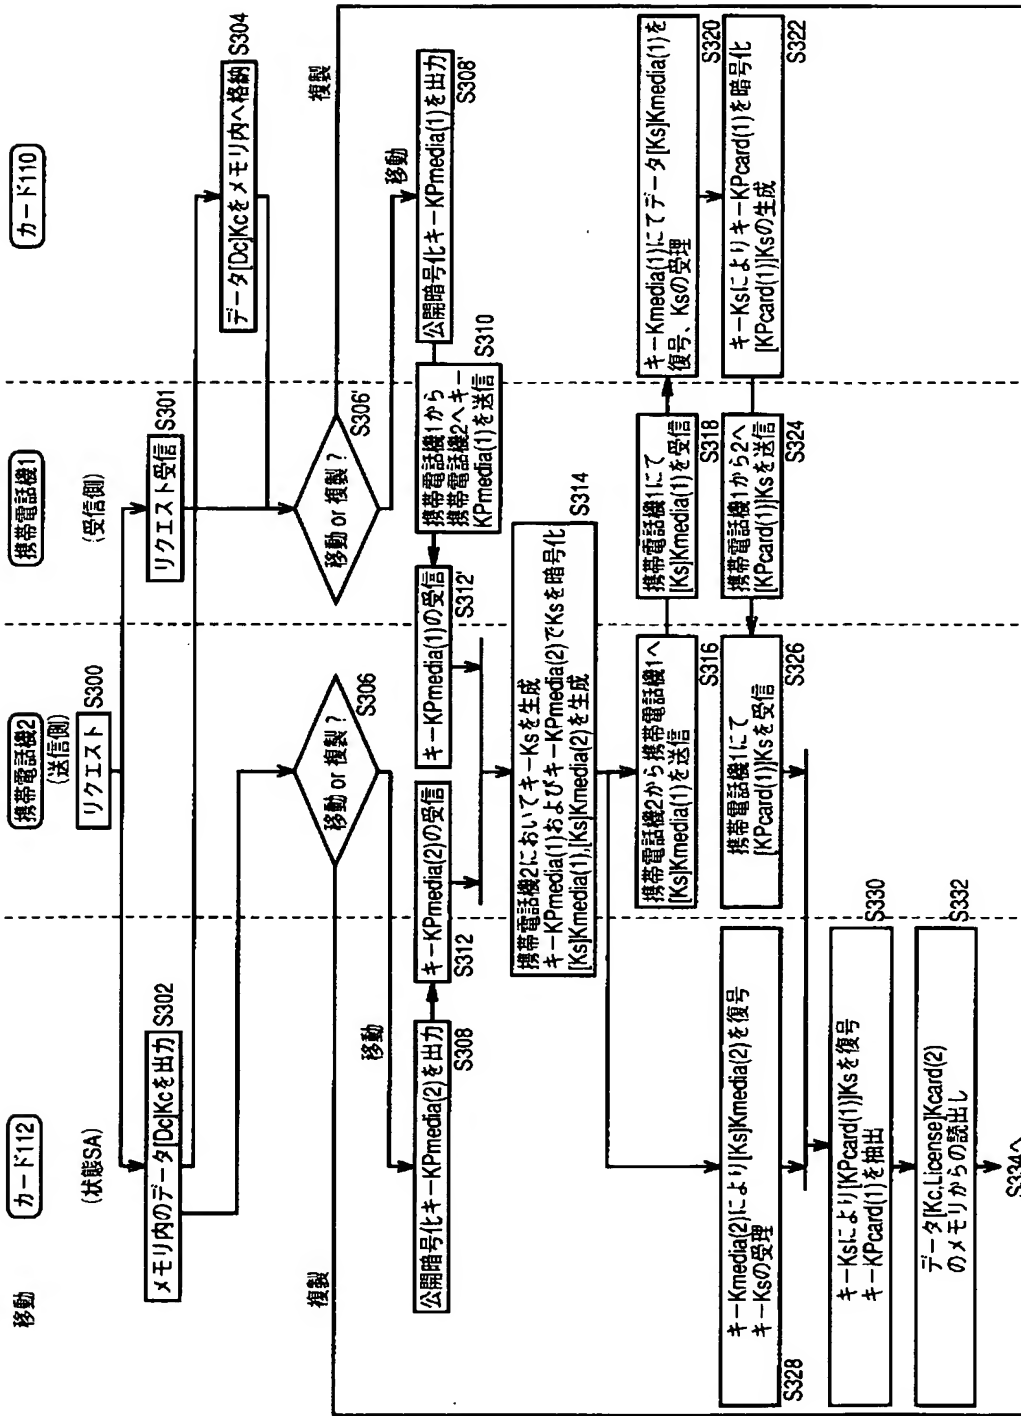 移動
カード112
携帯電話機2
携帯電話機1
カード110
(状態SA)
(送信側)
(受信側)
リクエスト
S300
リクエスト受信
S301
メモリ内のデータ[Dc]Kcを出力
S302
データ[Dc]Kcをメモリ内へ格納
S304
移動 or 複製 ?
S306
移動 or 複製 ?
S306'
複製
複製
移動
移動
公開暗号化キーKPmedia(2)を出力
S308
公開暗号化キーKPmedia(1)を出力
S308'
携帯電話機1から
携帯電話機2へキー
KPmedia(1)を送信
S310
キーKPmedia(2)の受信
S312
キーKPmedia(1)の受信
S312'
携帯電話機2においてキーKsを生成
キーKPmedia(1)およびキーKPmedia(2)でKsを暗号化
[Ks]Kmedia(1),[Ks]Kmedia(2)を生成
S314
携帯電話機2から携帯電話機1へ
[Ks]Kmedia(1)を送信
S316
携帯電話機1にて
[Ks]Kmedia(1)を受信
S318
キーKmedia(1)にてデータ[Ks]Kmedia(1)を
復号、Ksの受理
S320
キーKsによりキーKPcard(1)を暗号化
[KPcard(1)]Ksの生成
S322
携帯電話機1から2へ
[KPcard(1)]Ksを送信
S324
携帯電話機1にて
[KPcard(1)]Ksを受信
S326
キーKmedia(2)により[Ks]Kmedia(2)を復号
キーKsの受理
S328
キーKsにより[KPcard(1)]Ksを復号
キーKPcard(1)を抽出
S330
データ[Kc,License]Kcard(2)
のメモリからの読出し
S332
S334へ